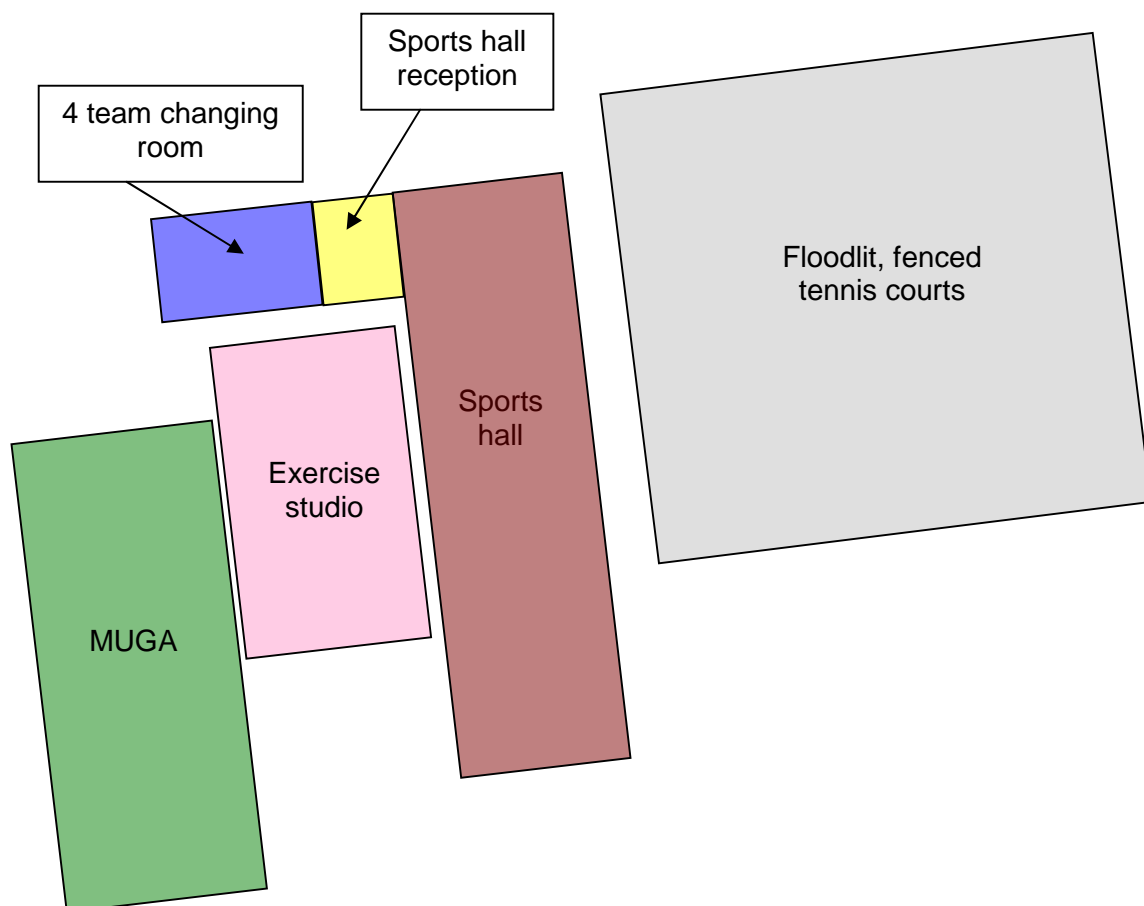 Sports hall
reception
4 team changing
room
Floodlit, fenced
tennis courts
Sports
hall
Exercise
studio
MUGA